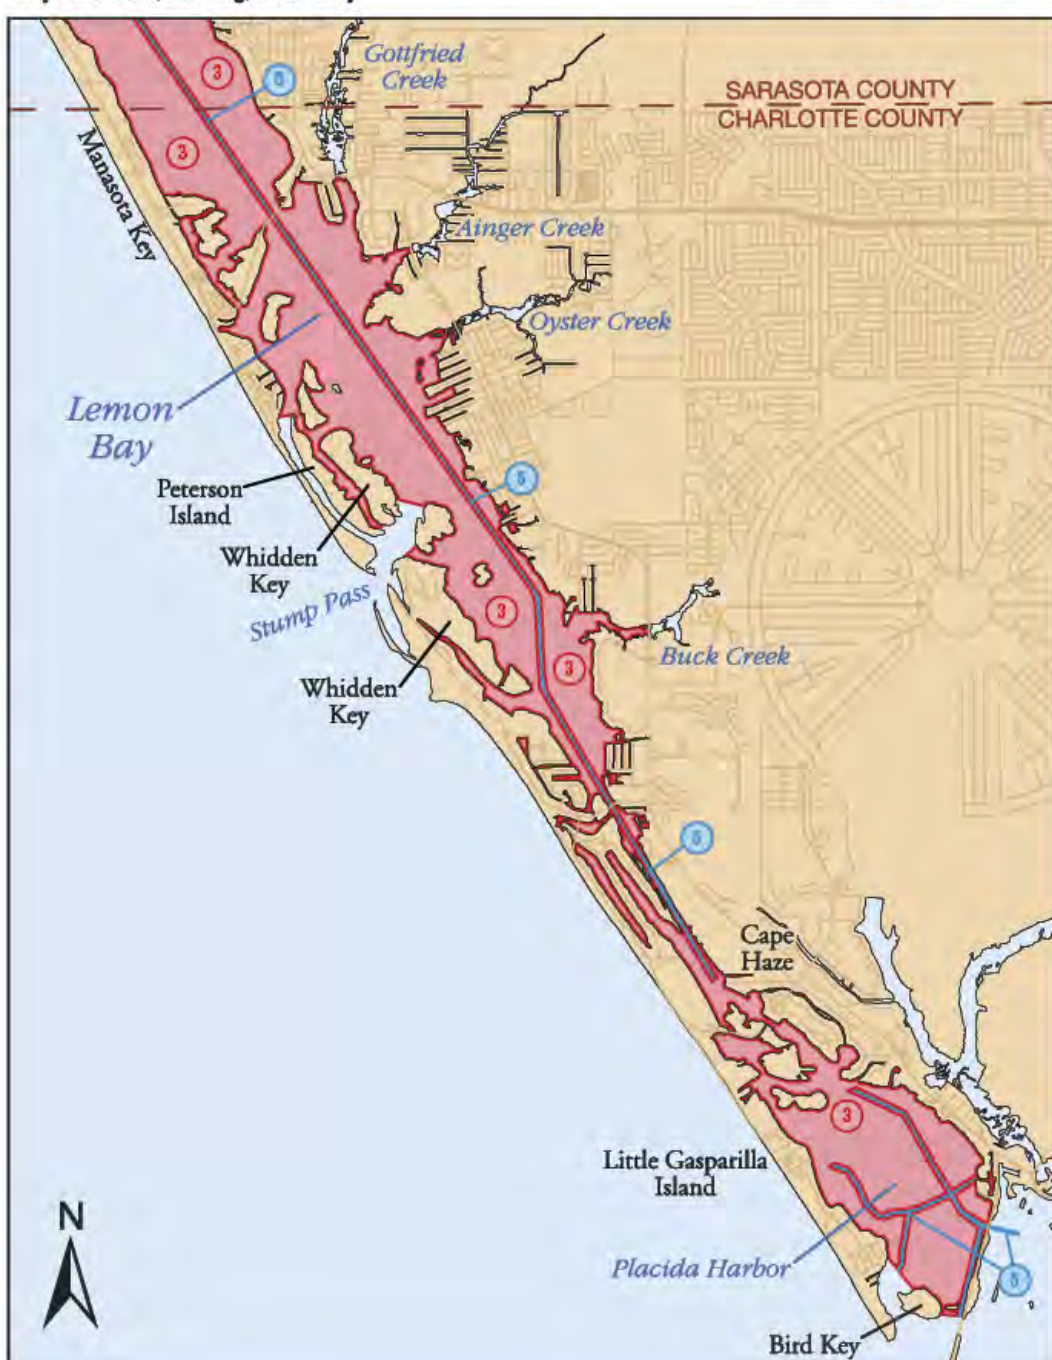 Gottfried
Creek
3
5
SARASOTA COUNTY
CHARLOTTE COUNTY
3
Manasota Key
Ainger Creek
Oyster Creek
Lemon
Bay
Peterson
Island
5
Whidden
Key
Stump Pass
3
Buck Creek
3
Whidden
Key
5
Cape
Haze
3
Little Gasparilla
Island
Placida Harbor
5
Bird Key
N